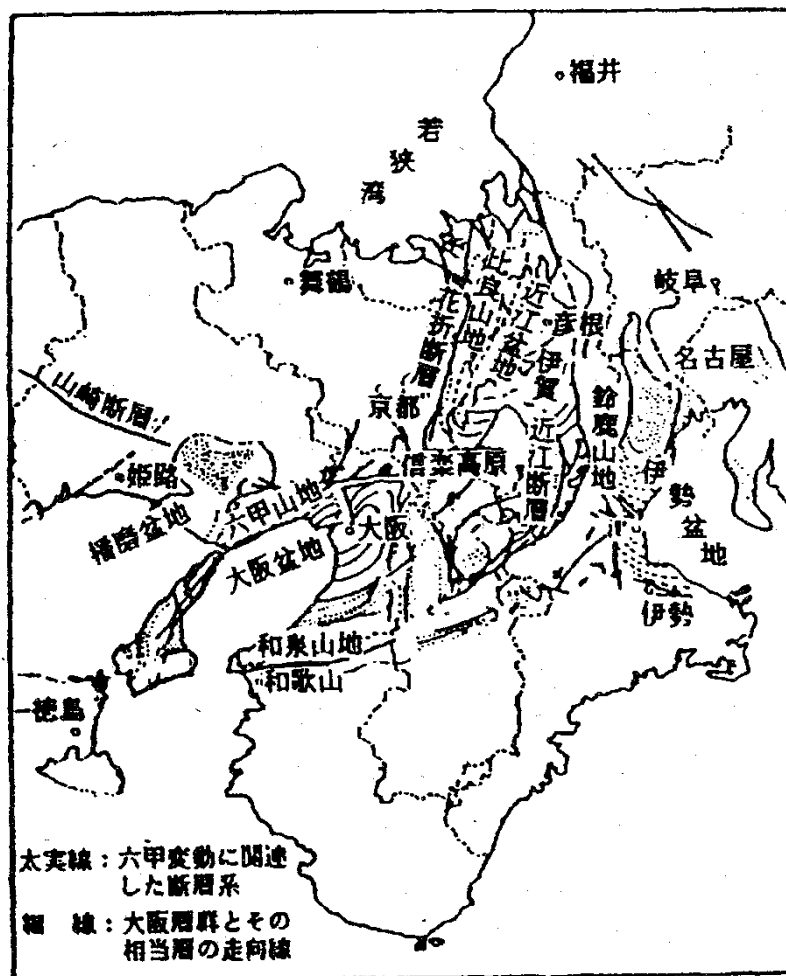 福井
若狭湾
舞鶴
花折断層
比良山地
近江盆地
伊賀
彦根
岐阜
名古屋
山崎断層
京都
信楽高原
近江断層
鈴鹿山地
伊勢盆地
姫路
播磨盆地
六甲山地
大阪
大阪盆地
伊勢
和泉山地
和歌山
徳島
太実線:六甲変動に関連
した断層系
細 線:大阪層群とその
相当層の走向線